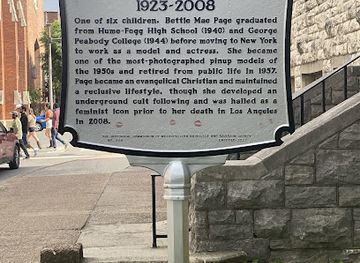 1923-2008
One of six children, Bettie Mae Page graduated
from Hume-Fogg High School (1940) and George
Peabody College (1944) before moving to New York
to work as a model and actress. She became
one of the most-photographed pinup models of
the 1950s and retired from public life in 1957.
Page became an evangelical Christian and maintained
a reclusive lifestyle, though she developed an
underground cult following and was hailed as a
feminist icon prior to her death in Los Angeles
in 2008.